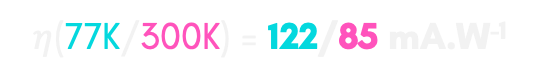 η(77K/300K) = 122/85 mA.W⁻¹